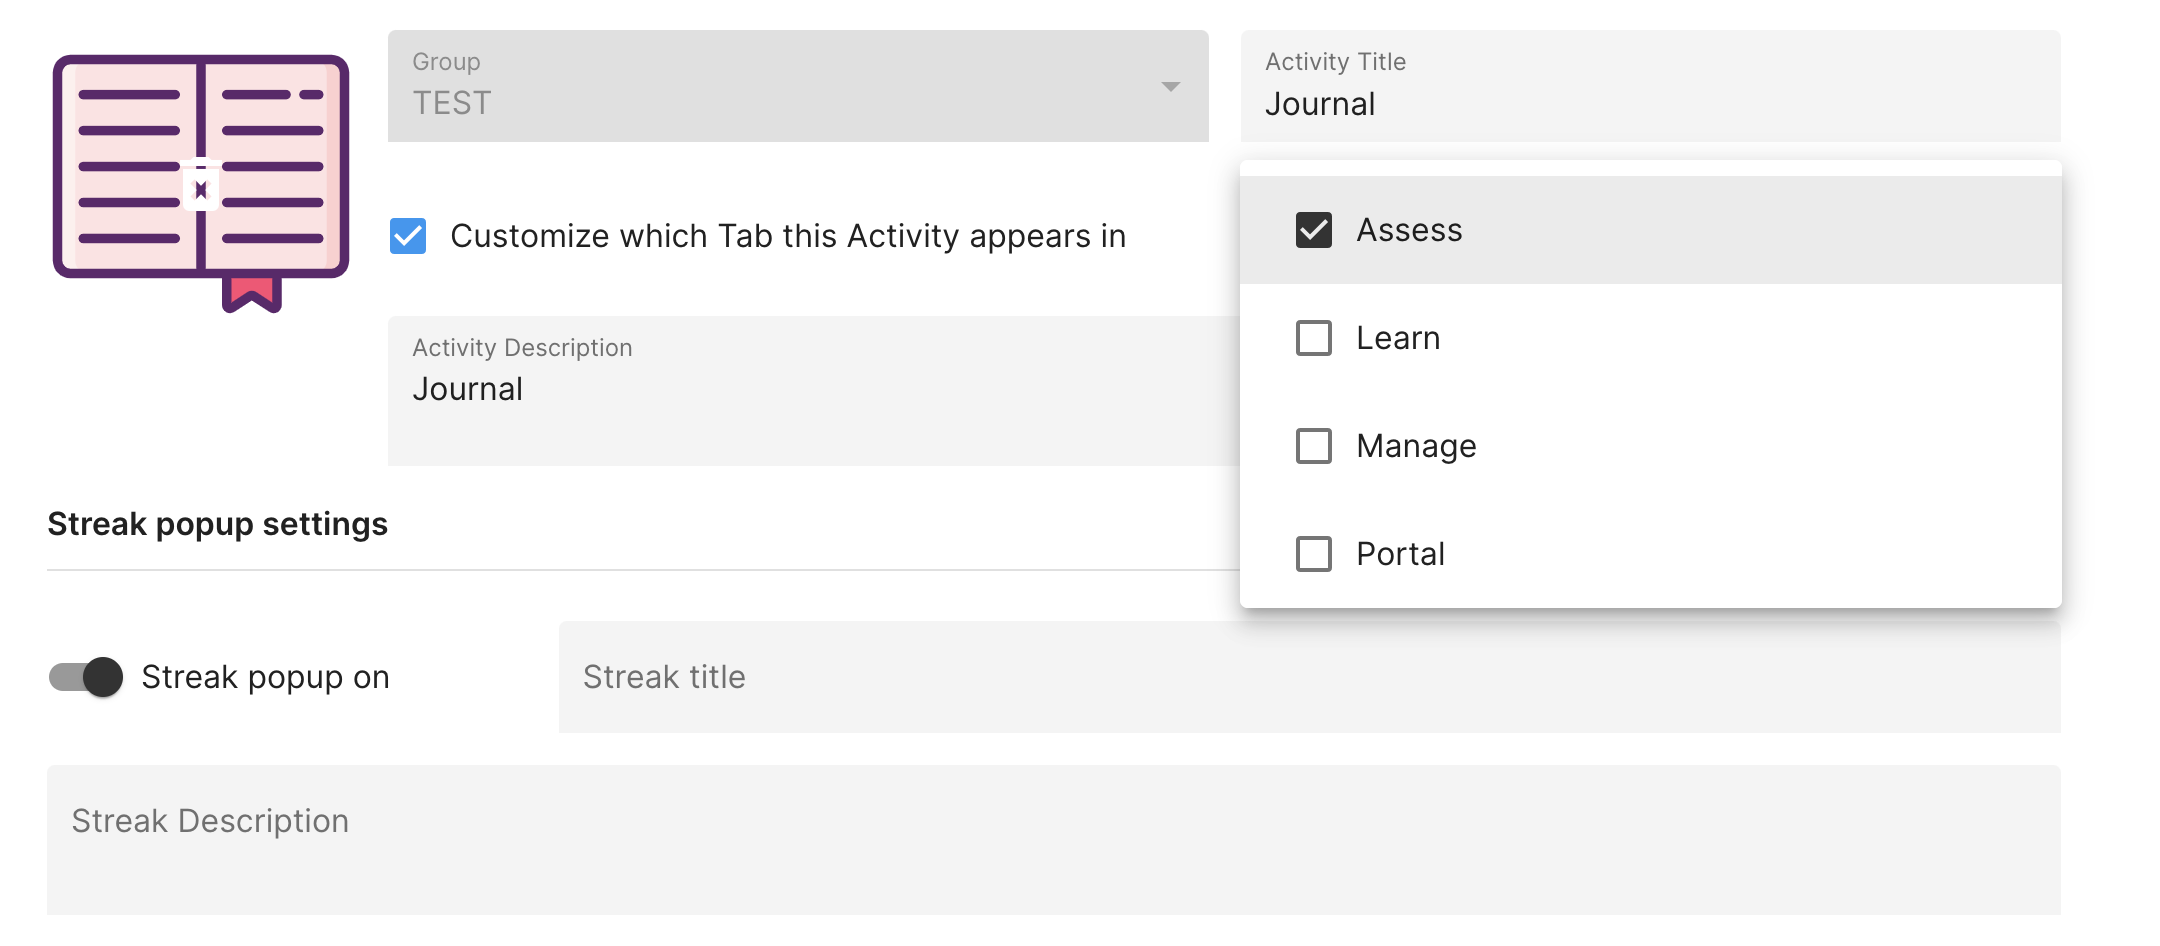 Group
TEST
Activity Title
Journal
Customize which Tab this Activity appears in
Assess
Learn
Manage
Portal
Activity Description
Journal
Streak popup settings
Streak popup on
Streak title
Streak Description